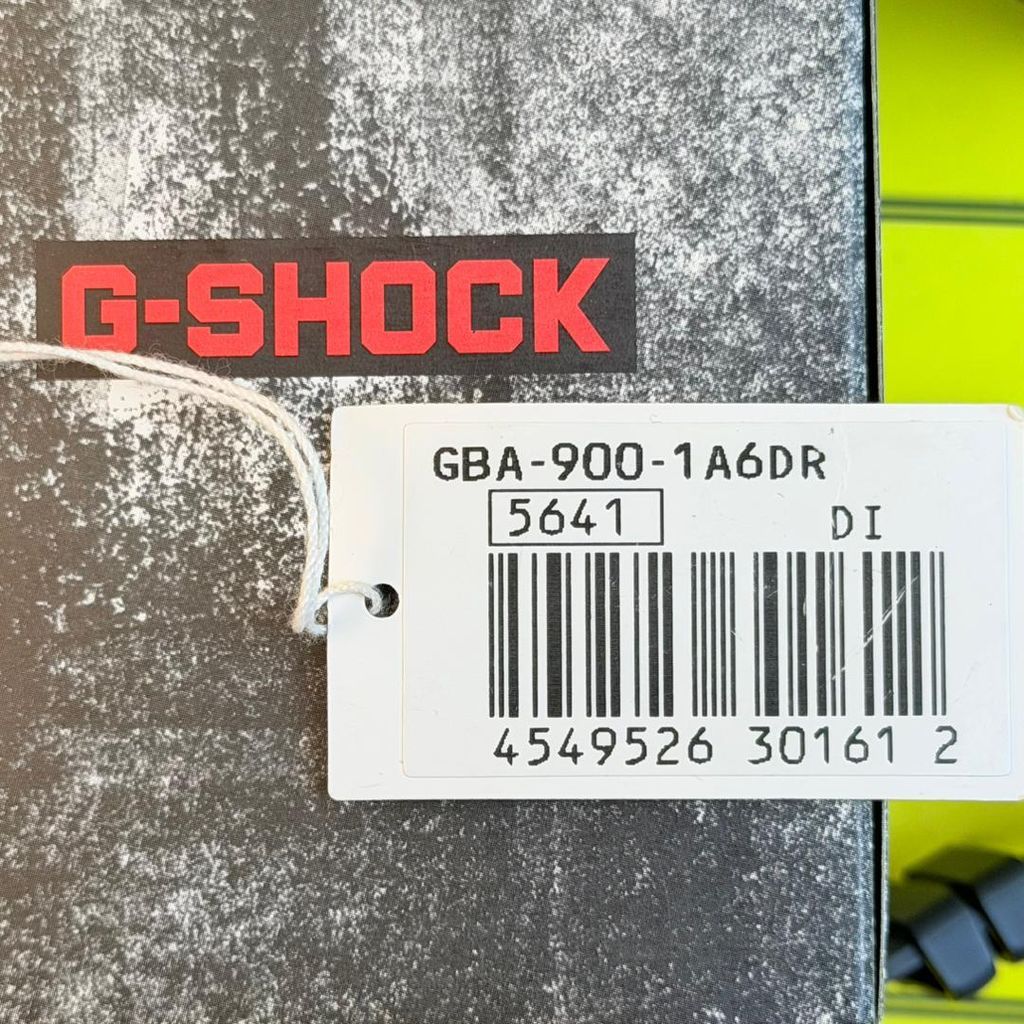 G-SHOCK
GBA-900-1A6DR
5641
DI
4549526 30161 2